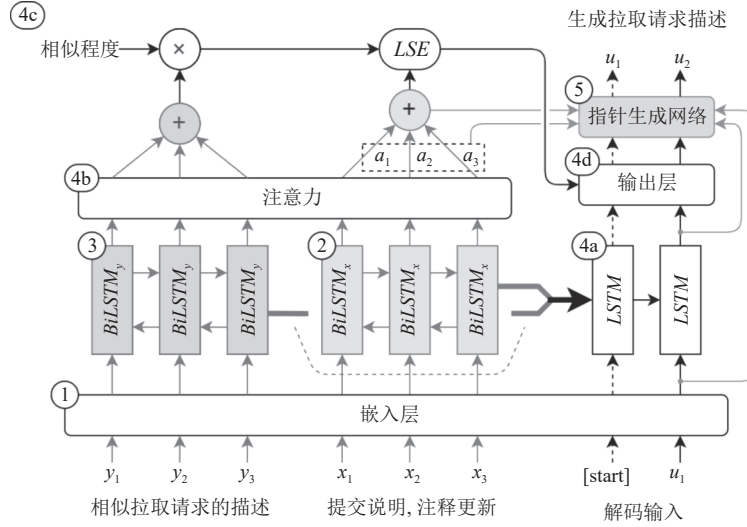 4c
生成拉取请求描述
相似程度
×
LSE
u1
u2
5
+
+
指针生成网络
a1 a2 a3
4b
4d
注意力
输出层
3
2
4a
BiLSTMy BiLSTMy BiLSTMy BiLSTMx BiLSTMx BiLSTMx LSTM LSTM
1
嵌入层
y1 y2 y3 x1 x2 x3 [start] u1
相似拉取请求的描述 提交说明, 注释更新 解码输入